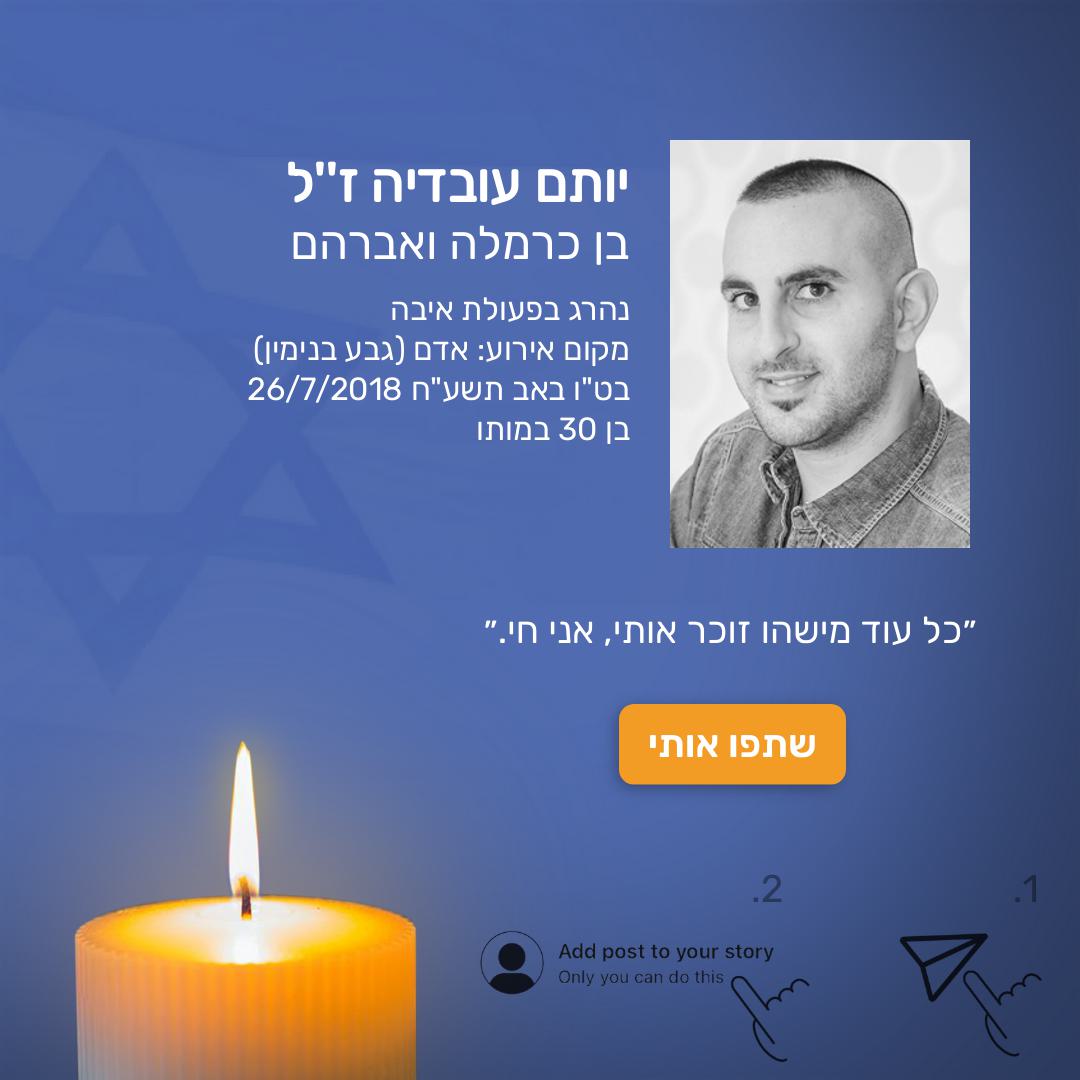 יותם עובדיה ז"ל
בן כרמלה ואברהם
נהרג בפעולת איבה
מקום אירוע: אדם (גבע בנימין)
בט"ו באב תשע"ח 26/7/2018
בן 30 במותו
״כל עוד מישהו זוכר אותי, אני חי.״
שתפו אותי
1.
2.
Add post to your story
Only you can do this